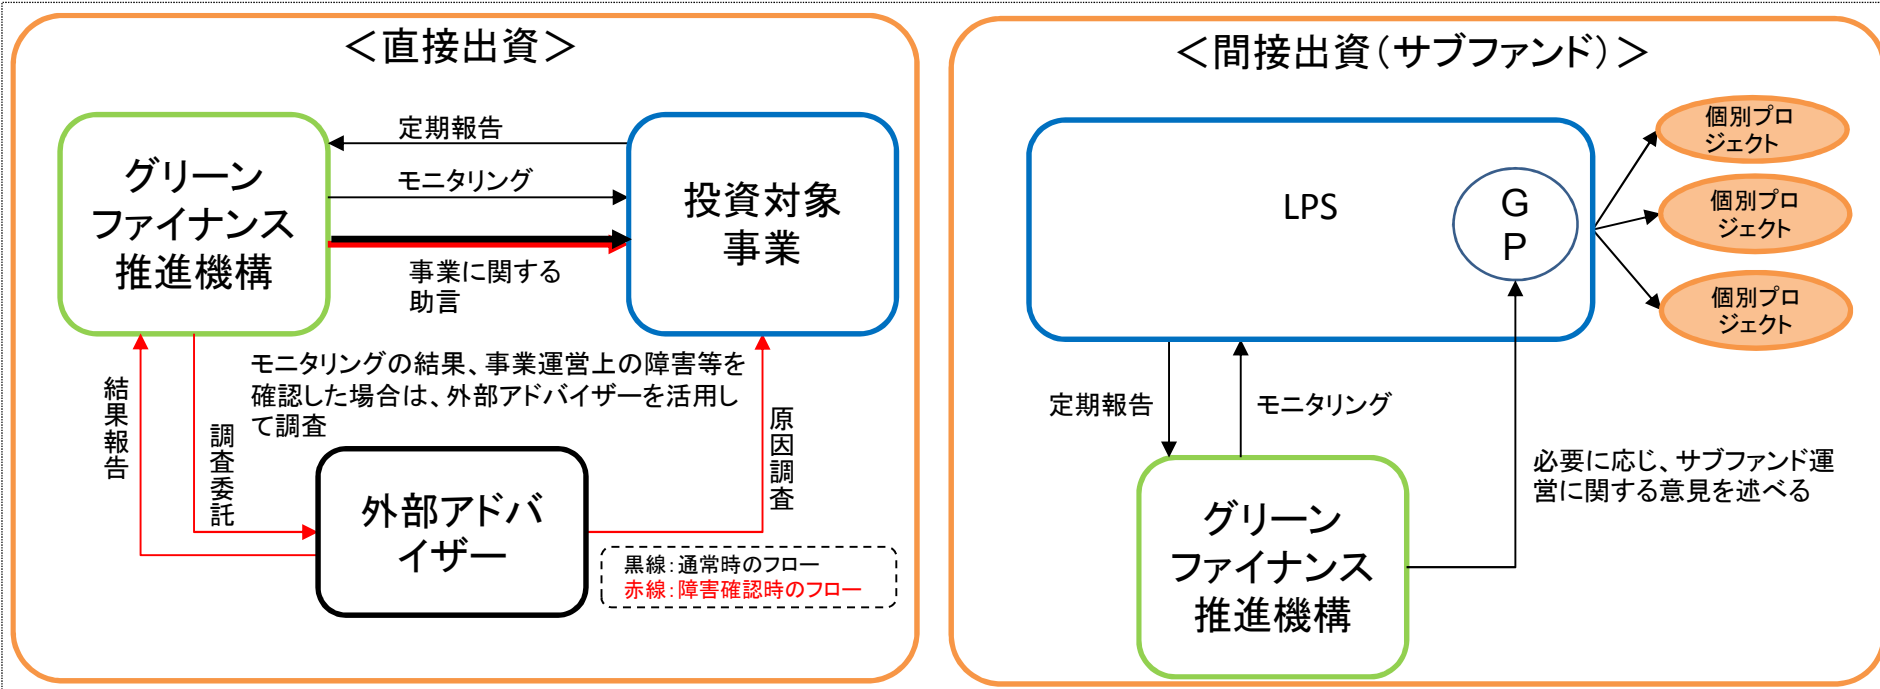 ＜直接出資＞
グリーン
ファイナンス
推進機構
定期報告
モニタリング
事業に関する
助言
投資対象
事業
モニタリングの結果、事業運営上の障害等を
確認した場合は、外部アドバイザーを活用し
て調査
結果報告
調査委託
原因調査
外部アドバ
イザー
黒線：通常時のフロー
赤線：障害確認時のフロー
＜間接出資（サブファンド）＞
LPS
G
P
個別プロ
ジェクト
個別プロ
ジェクト
個別プロ
ジェクト
定期報告
モニタリング
必要に応じ、サブファンド運
営に関する意見を述べる
グリーン
ファイナンス
推進機構